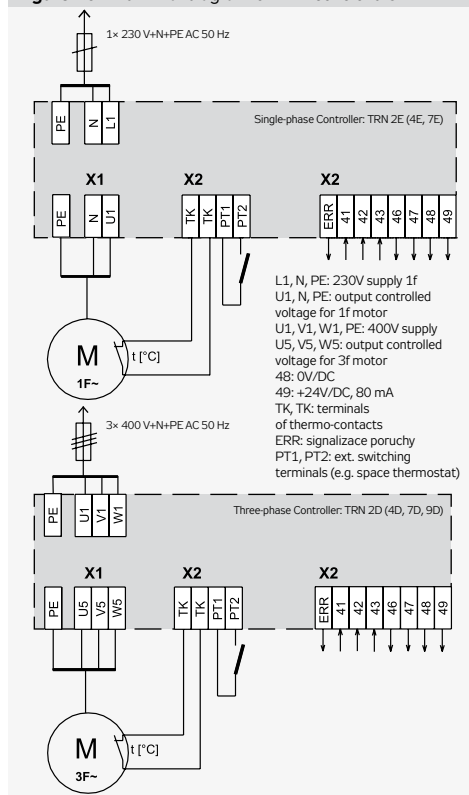 1× 230 V+N+PE AC 50 Hz
PE N L1
Single-phase Controller: TRN 2E (4E, 7E)
X1 X2 X2
PE N U1 TK TK PT1 PT2 ERR 41 42 43 46 47 48 49
L1, N, PE: 230V supply 1f
U1, N, PE: output controlled
voltage for 1f motor
U1, V1, W1, PE: 400V supply
U5, V5, W5: output controlled
voltage for 3f motor
48: 0V/DC
49: +24V/DC, 80 mA
TK, TK: terminals
of thermo-contacts
ERR: signalizace poruchy
PT1, PT2: ext. switching
terminals (e.g. space thermostat)
M
1F~
t [°C]
3× 400 V+N+PE AC 50 Hz
PE U1 V1 W1
Three-phase Controller: TRN 2D (4D, 7D, 9D)
X1 X2 X2
PE U5 V5 W5 TK TK PT1 PT2 ERR 41 42 43 46 47 48 49
M
3F~
t [°C]